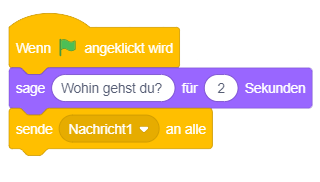 Wenn angeklickt wird
sage Wohin gehst du? für 2 Sekunden
sende Nachricht1 an alle